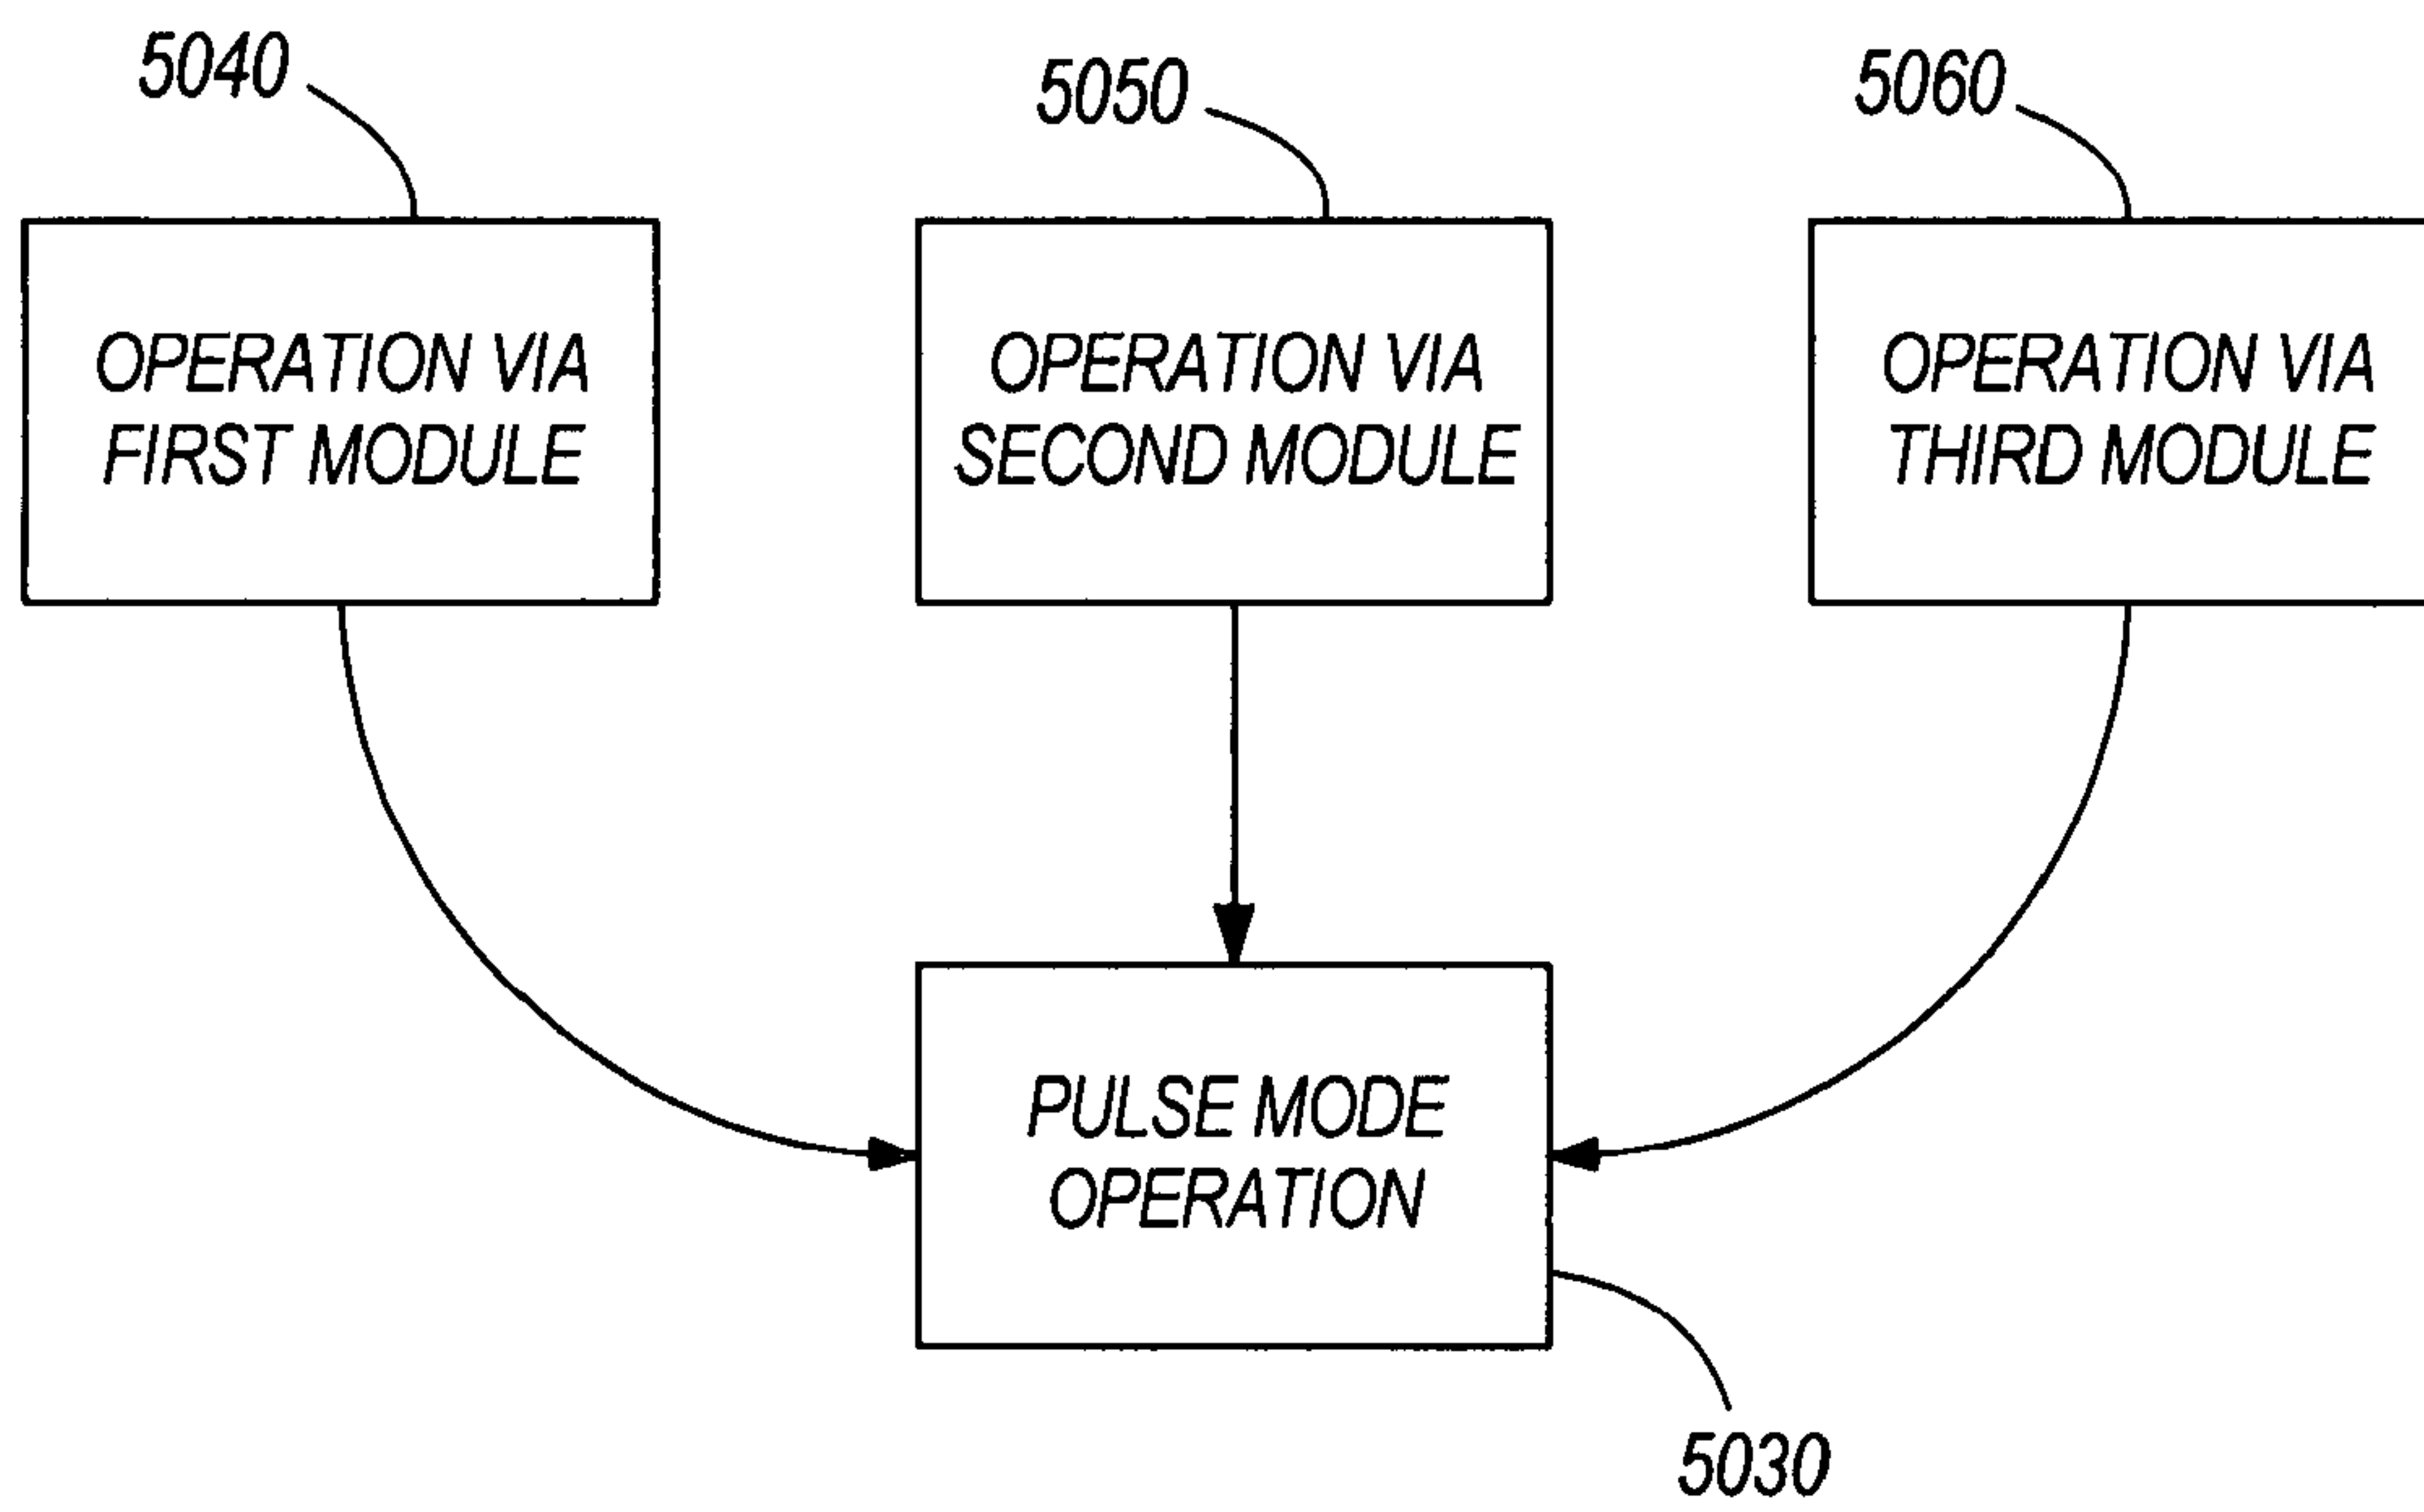 5040
5050
5060
OPERATION VIA
FIRST MODULE
OPERATION VIA
SECOND MODULE
OPERATION VIA
THIRD MODULE
PULSE MODE
OPERATION
5030